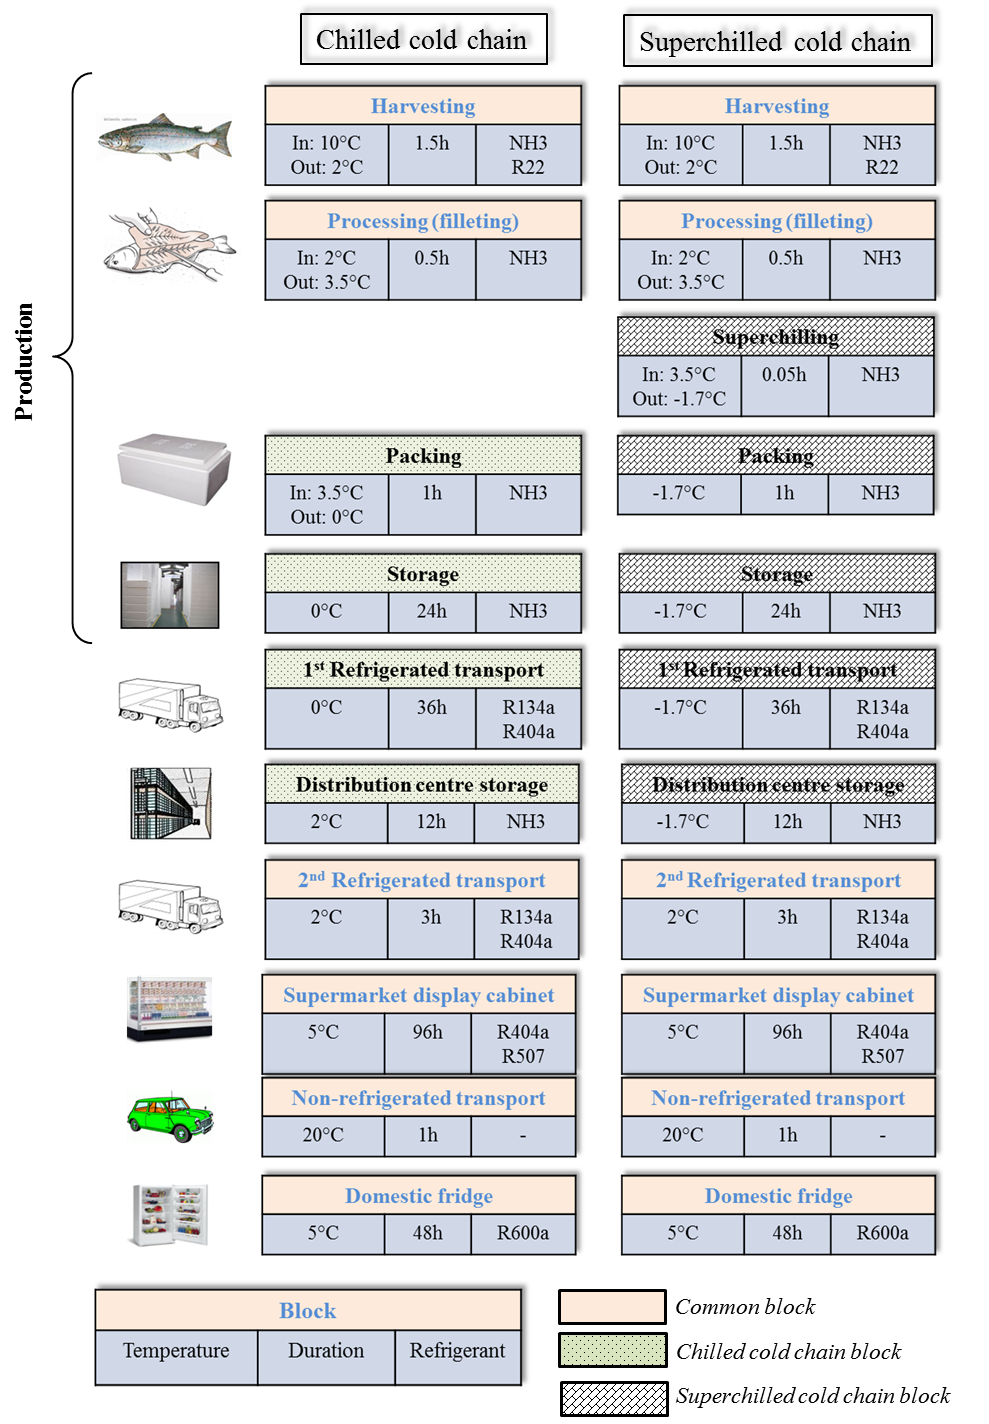 Chilled cold chain
Superchilled cold chain
Production
Harvesting
In: 10°C 1.5h NH3
Out: 2°C R22
Harvesting
In: 10°C 1.5h NH3
Out: 2°C R22
Processing (filleting)
In: 2°C 0.5h NH3
Out: 3.5°C
Processing (filleting)
In: 2°C 0.5h NH3
Out: 3.5°C
Superchilling
In: 3.5°C 0.05h NH3
Out: -1.7°C
Packing
In: 3.5°C 1h NH3
Out: 0°C
Packing
-1.7°C 1h NH3
Storage
0°C 24h NH3
Storage
-1.7°C 24h NH3
1st Refrigerated transport
0°C 36h R134a
R404a
1st Refrigerated transport
-1.7°C 36h R134a
R404a
Distribution centre storage
2°C 12h NH3
Distribution centre storage
-1.7°C 12h NH3
2nd Refrigerated transport
2°C 3h R134a
R404a
2nd Refrigerated transport
2°C 3h R134a
R404a
Supermarket display cabinet
5°C 96h R404a
R507
Supermarket display cabinet
5°C 96h R404a
R507
Non-refrigerated transport
20°C 1h -
Non-refrigerated transport
20°C 1h -
Domestic fridge
5°C 48h R600a
Domestic fridge
5°C 48h R600a
Block
Temperature Duration Refrigerant
Common block
Chilled cold chain block
Superchilled cold chain block